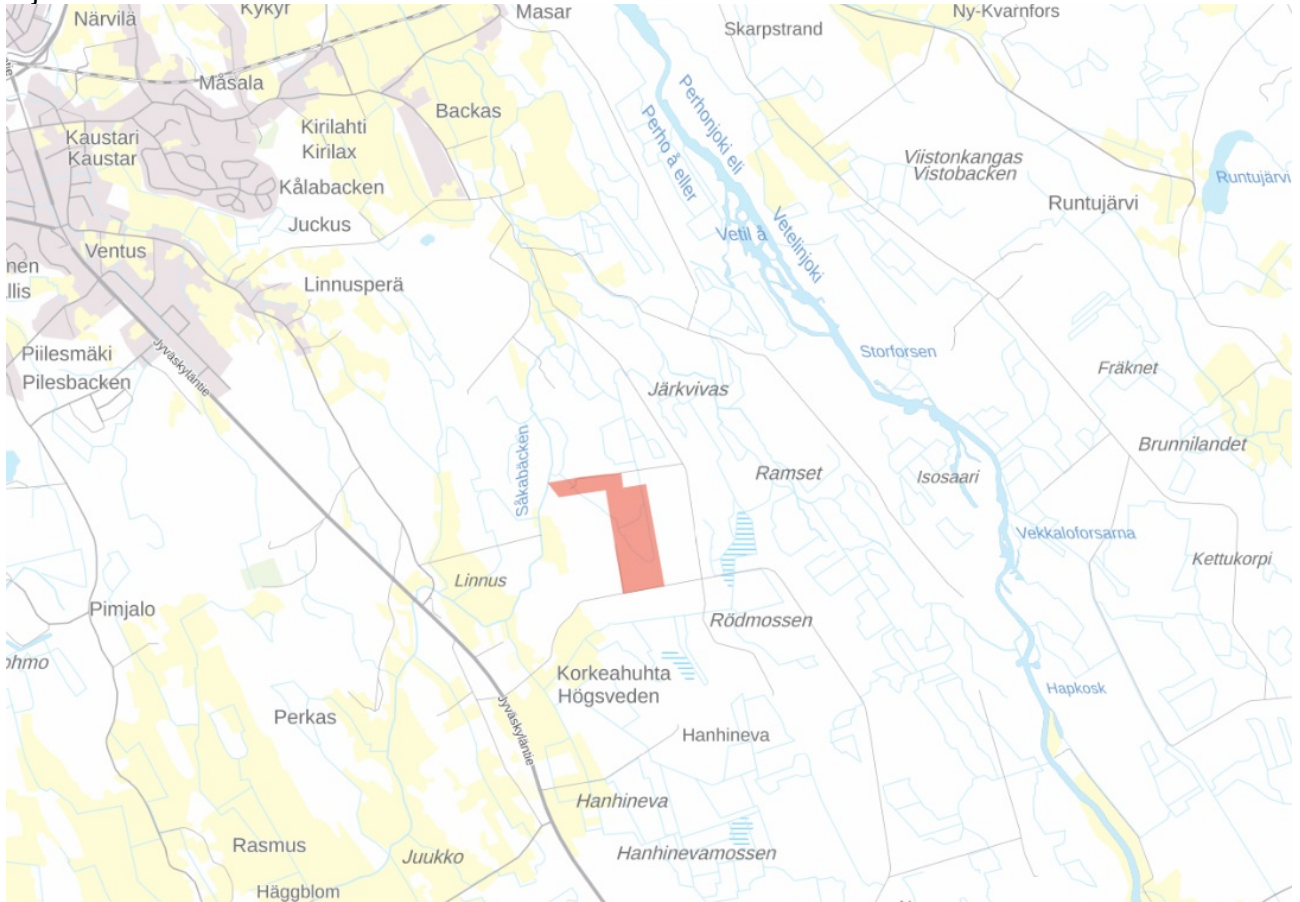 Närvilä
Kykyr
Masar
Skarpstrand
Ny-Kvarnfors
Måsala
Backas
Kaustari
Kaustar
Kirilahti
Kirilax
Perhonjoki eli
Perho å eller
Viistonkangas
Vistobacken
Kålabacken
Runtujärvi
Runtujärvi
Juckus
Vetil å
Vetelinjoki
Ventus
Linnusperä
Piilesmäki
Pilesbacken
Jyväskyläntie
Storforsen
Fräknet
Järkvivas
Brunnilandet
Såkabäcken
Ramset
Isosaari
Vekkaloforsarna
Kettukorpi
Linnus
Pimjalo
Rödmossen
Korkeahuhta
Högsveden
Hapkosk
Perkas
Jyväskyläntie
Hanhineva
Hanhineva
Rasmus
Juukko
Hanhinevamossen
Häggblom